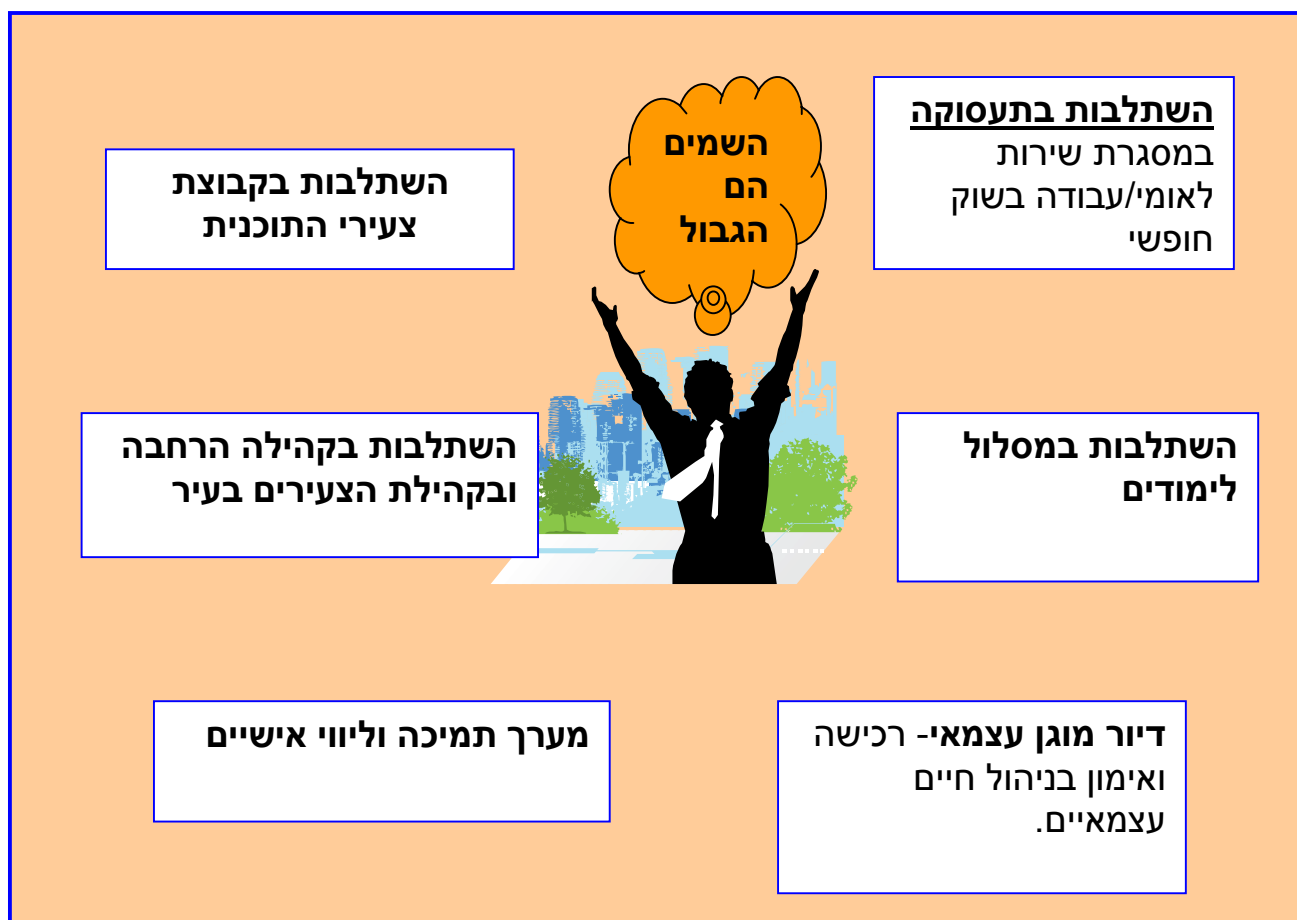 השתלבות בתעסוקה
במסגרת שירות
לאומי/עבודה בשוק
חופשי
השמים
הם
הגבול
השתלבות בקבוצת
צעירי התוכנית
השתלבות במסלול
לימודים
השתלבות בקהילה הרחבה
ובקהילת הצעירים בעיר
דיור מוגן עצמאי- רכישה
ואימון בניהול חיים
עצמאיים.
מערך תמיכה וליווי אישיים